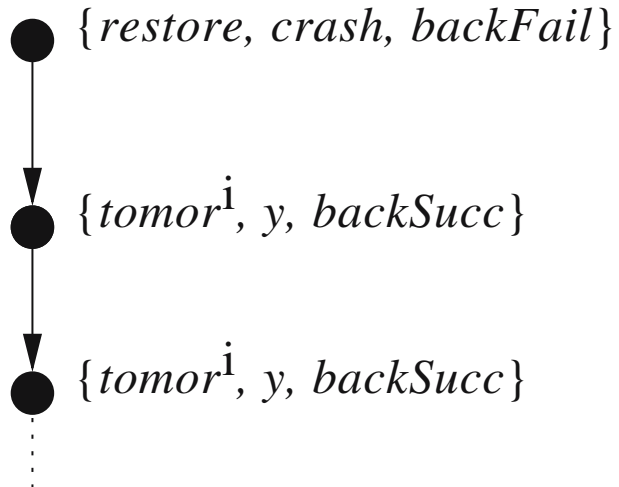 {restore, crash, backFail}
{tomorⁱ, y, backSucc}
{tomorⁱ, y, backSucc}